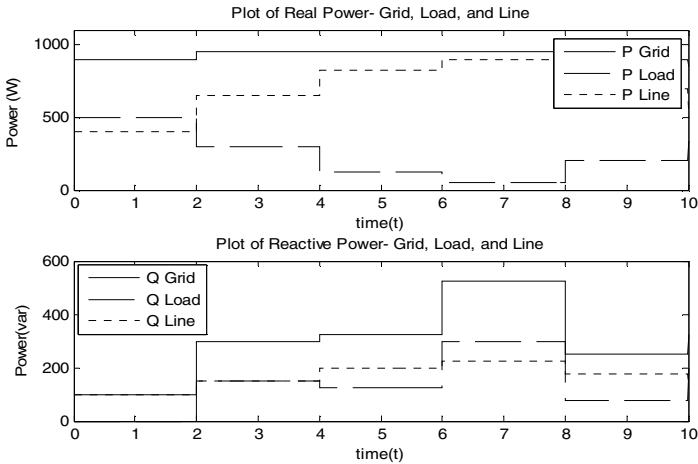 Plot of Real Power- Grid, Load, and Line
1000
500
0
Power (W)
P Grid
P Load
P Line
0 1 2 3 4 5 6 7 8 9 10
time(t)
Plot of Reactive Power- Grid, Load, and Line
600
400
200
0
Power(var)
Q Grid
Q Load
Q Line
0 1 2 3 4 5 6 7 8 9 10
time(t)